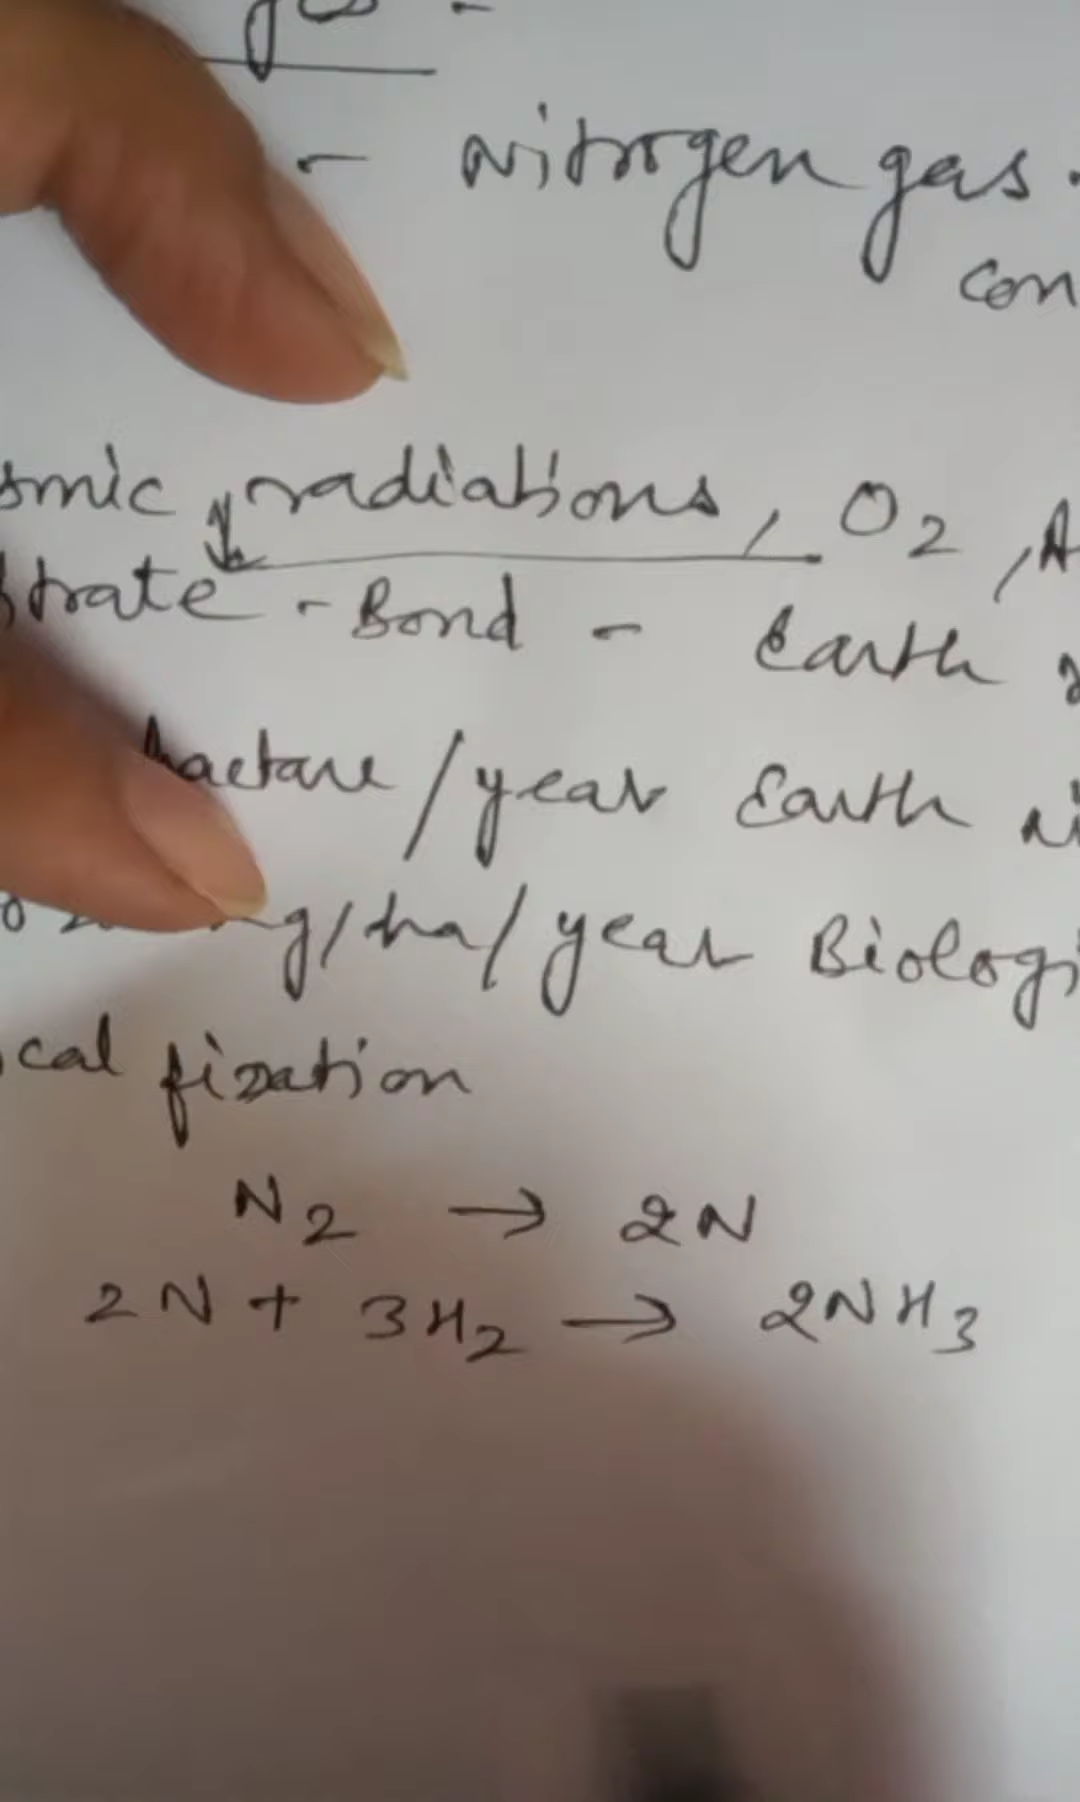 - Nitrogen gas.
con
radiations, O2, A
trate - Bond - Earth
hactare/year Earth
g/ha/year Biologi
cal fixation
N2 → 2N
2N + 3H2 → 2NH3